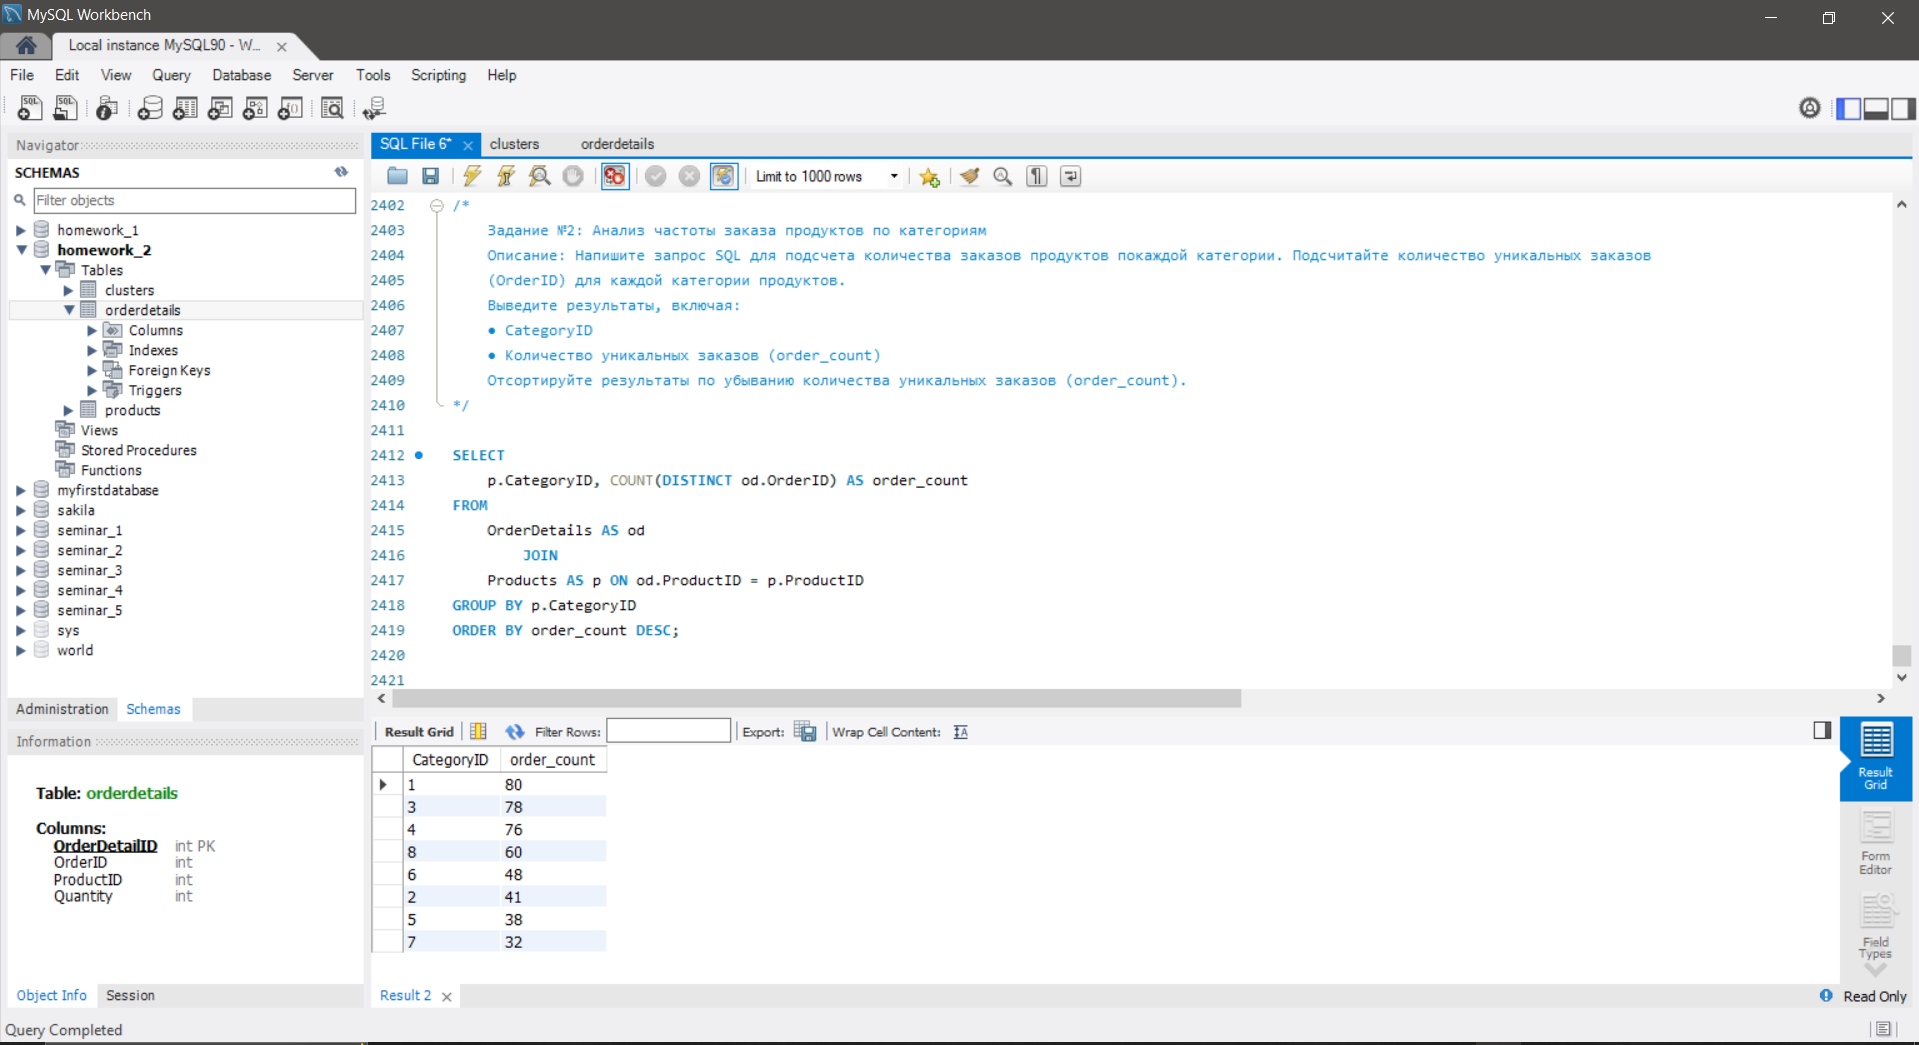 MySQL Workbench
Local instance MySQL90 - W...
File Edit View Query Database Server Tools Scripting Help
Navigator
SCHEMAS
Filter objects
homework_1
homework_2
Tables
clusters
orderdetails
Columns
Indexes
Foreign Keys
Triggers
products
Views
Stored Procedures
Functions
myfirstdatabase
sakila
seminar_1
seminar_2
seminar_3
seminar_4
seminar_5
sys
world
Administration Schemas
Information
Table: orderdetails
Columns:
OrderDetailID int PK
OrderID int
ProductID int
Quantity int
Object Info Session
SQL File 6* clusters orderdetails
Limit to 1000 rows
2402 /*
2403 Задание №2: Анализ частоты заказа продуктов по категориям
2404 Описание: Напишите запрос SQL для подсчета количества заказов продуктов покаждой категории. Подсчитайте количество уникальных заказов
2405 (OrderID) для каждой категории продуктов.
2406 Выведите результаты, включая:
2407 ● CategoryID
2408 ● Количество уникальных заказов (order_count)
2409 Отсортируйте результаты по убыванию количества уникальных заказов (order_count).
2410 */
2411
2412 SELECT
2413 p.CategoryID, COUNT(DISTINCT od.OrderID) AS order_count
2414 FROM
2415 OrderDetails AS od
2416 JOIN
2417 Products AS p ON od.ProductID = p.ProductID
2418 GROUP BY p.CategoryID
2419 ORDER BY order_count DESC;
2420
2421
Result Grid Filter Rows: Export: Wrap Cell Content:
CategoryID order_count
1 80
3 78
4 76
8 60
6 48
2 41
5 38
7 32
Result Grid
Form Editor
Field Types
Result 2
Read Only
Query Completed